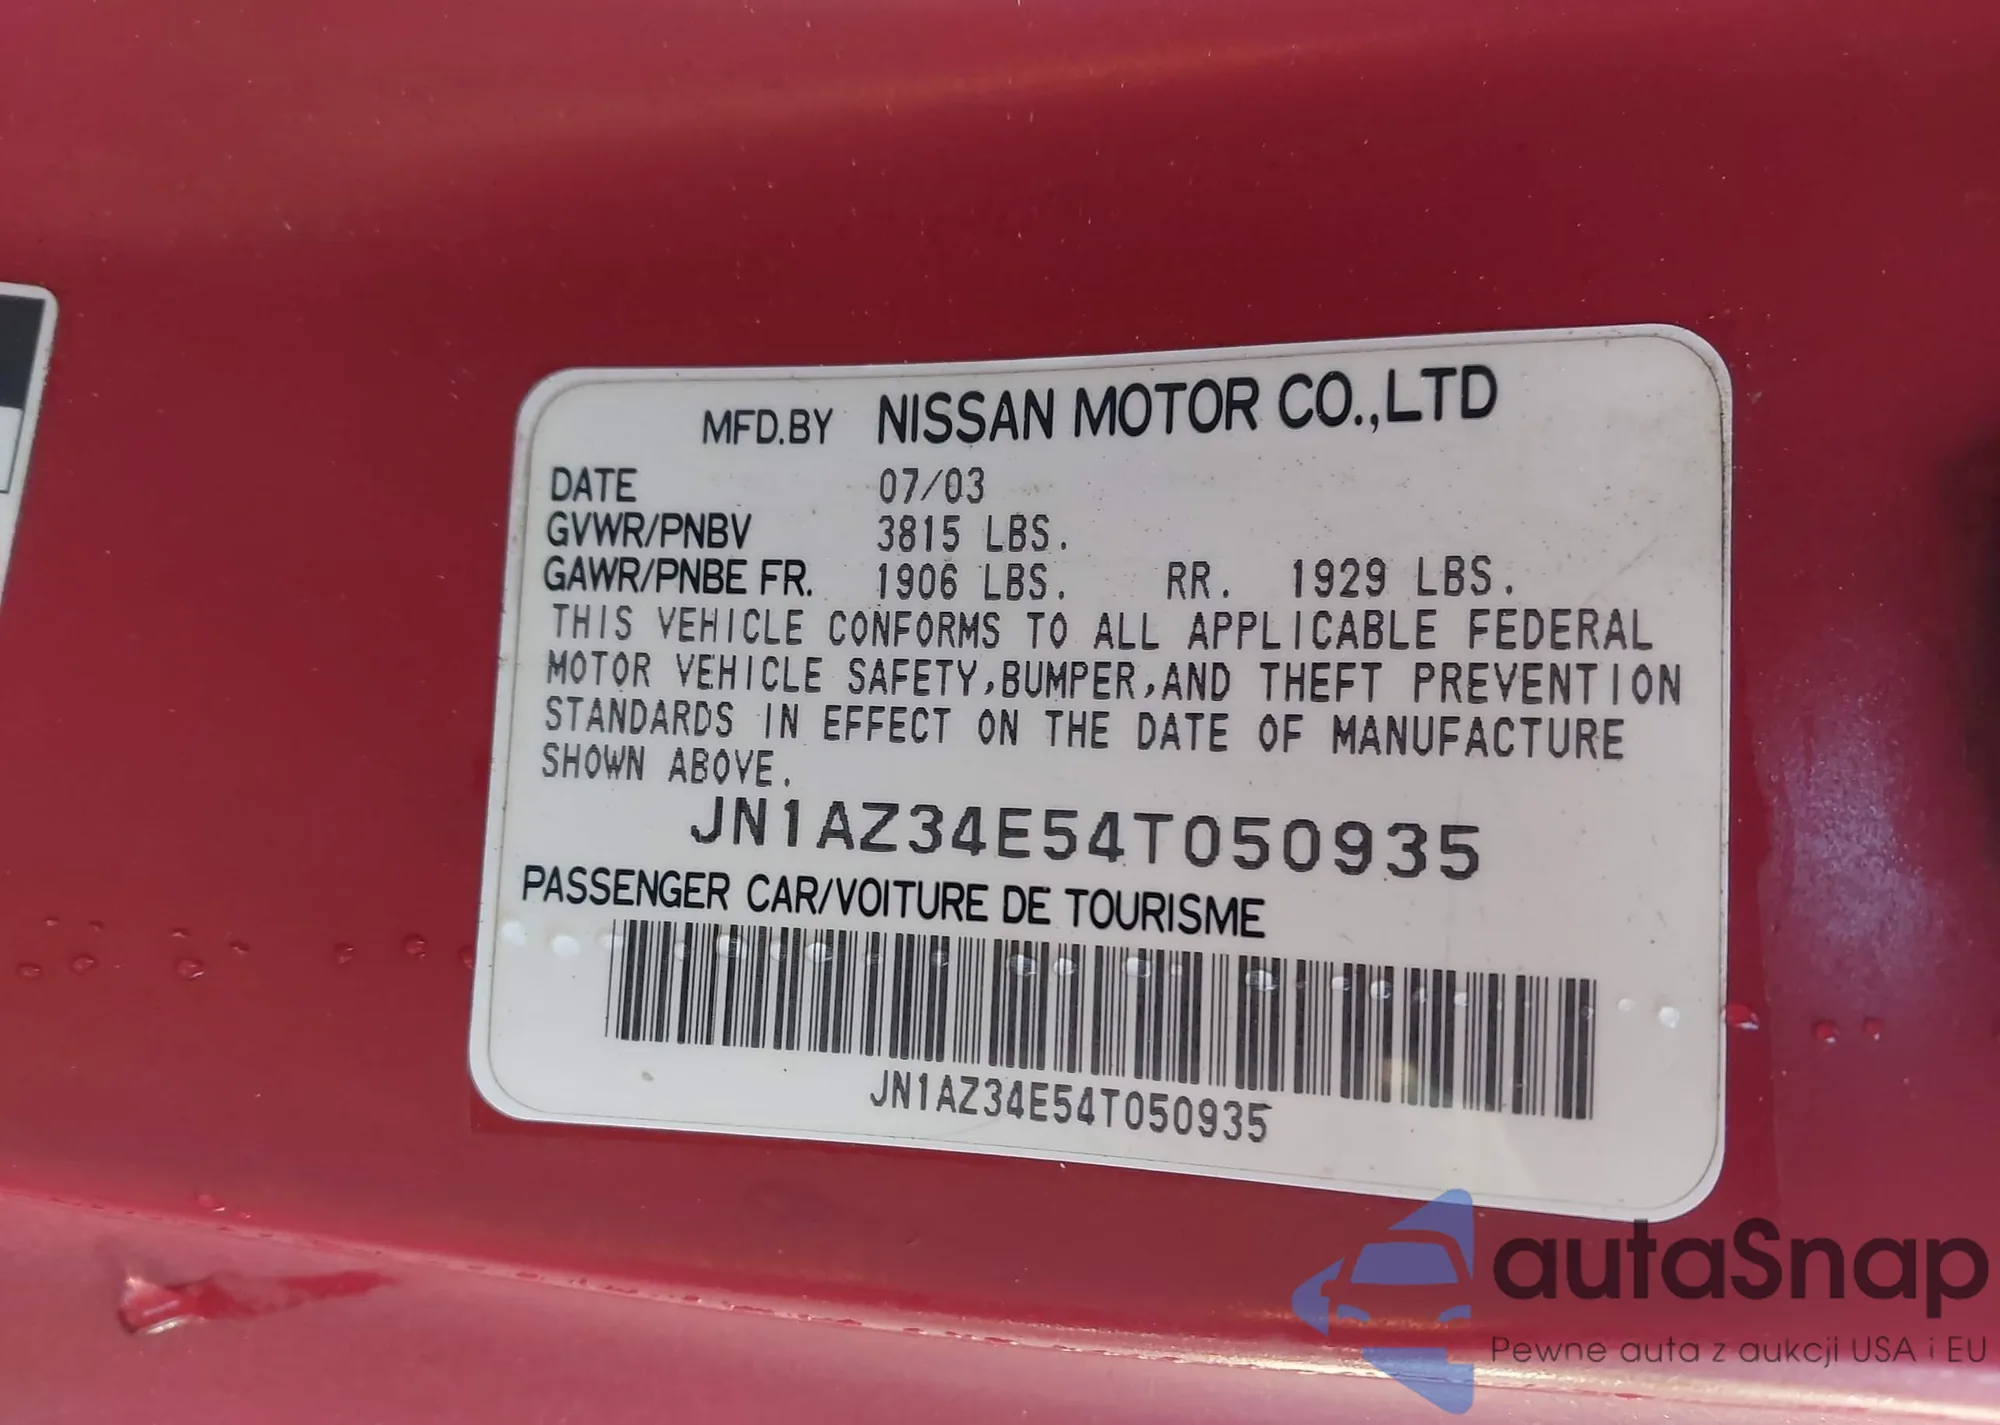 MFD.BY NISSAN MOTOR CO.,LTD
DATE 07/03
GVWR/PNBV 3815 LBS.
GAWR/PNBE FR. 1906 LBS. RR. 1929 LBS.
THIS VEHICLE CONFORMS TO ALL APPLICABLE FEDERAL
MOTOR VEHICLE SAFETY,BUMPER,AND THEFT PREVENTION
STANDARDS IN EFFECT ON THE DATE OF MANUFACTURE
SHOWN ABOVE.
JN1AZ34E54T050935
PASSENGER CAR/VOITURE DE TOURISME
JN1AZ34E54T050935
autaSnap
Pewne auta z aukcji USA i EU